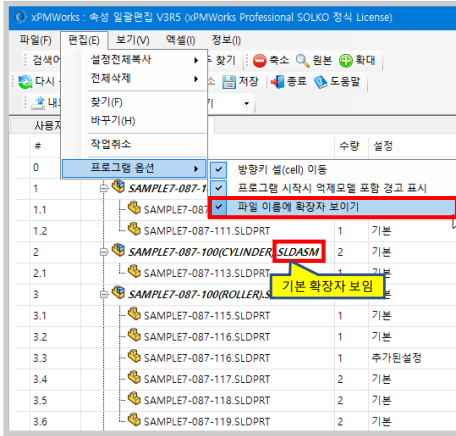 xPMWorks : 속성 일괄편집 V3R5 (xPMWorks Professional SOLKO 정식 License)
파일(F) 편집(E) 보기(V) 엑셀(I) 정보(I)
검색어 찾기 축소 원본 확대
다시 저장 종료 도움말
설정전체복사
전체삭제
찾기(F)
바꾸기(H)
작업취소
프로그램 옵션
방향키 셀(cell) 이동
프로그램 시작시 억제모델 포함 경고 표시
파일 이름에 확장자 보이기
# 수량 설정
0
1 SAMPLE7-087-1
1.1 SAMPLE7-087
1.2 SAMPLE7-087-111.SLDPRT 1 기본
2 SAMPLE7-087-100(CYLINDER).SLDASM 2 기본
2.1 SAMPLE7-087-113.SLDPRT 기본
기본 확장자 보임
3 SAMPLE7-087-100(ROLLER).S
3.1 SAMPLE7-087-115.SLDPRT 1 기본
3.2 SAMPLE7-087-116.SLDPRT 1 기본
3.3 SAMPLE7-087-116.SLDPRT 1 추가된설정
3.4 SAMPLE7-087-117.SLDPRT 2 기본
3.5 SAMPLE7-087-118.SLDPRT 2 기본
3.6 SAMPLE7-087-119.SLDPRT 2 기본